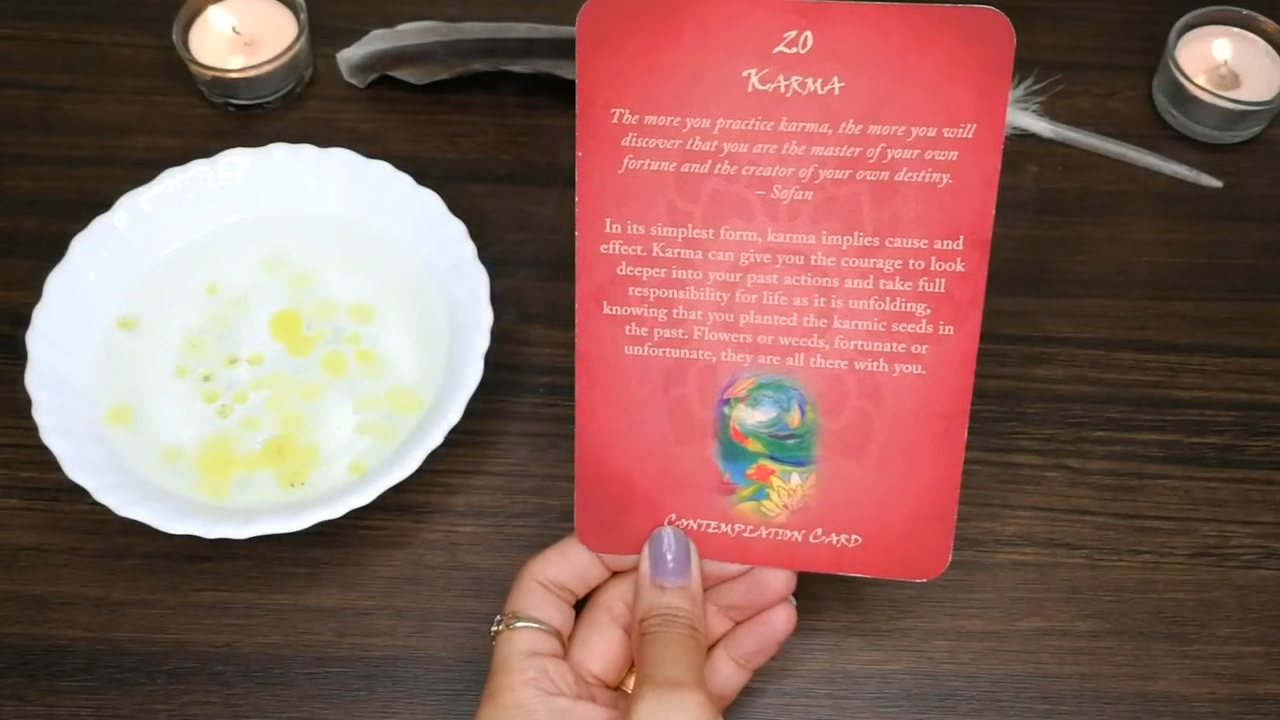 20
KARMA
The more you practice karma, the more you will
discover that you are the master of your own
fortune and the creator of your own destiny.
– Sofan
In its simplest form, karma implies cause and
effect. Karma can give you the courage to look
deeper into your past actions and take full
responsibility for life as it is unfolding,
knowing that you planted the karmic seeds in
the past. Flowers or weeds, fortunate or
unfortunate, they are all there with you.
CONTEMPLATION CARD